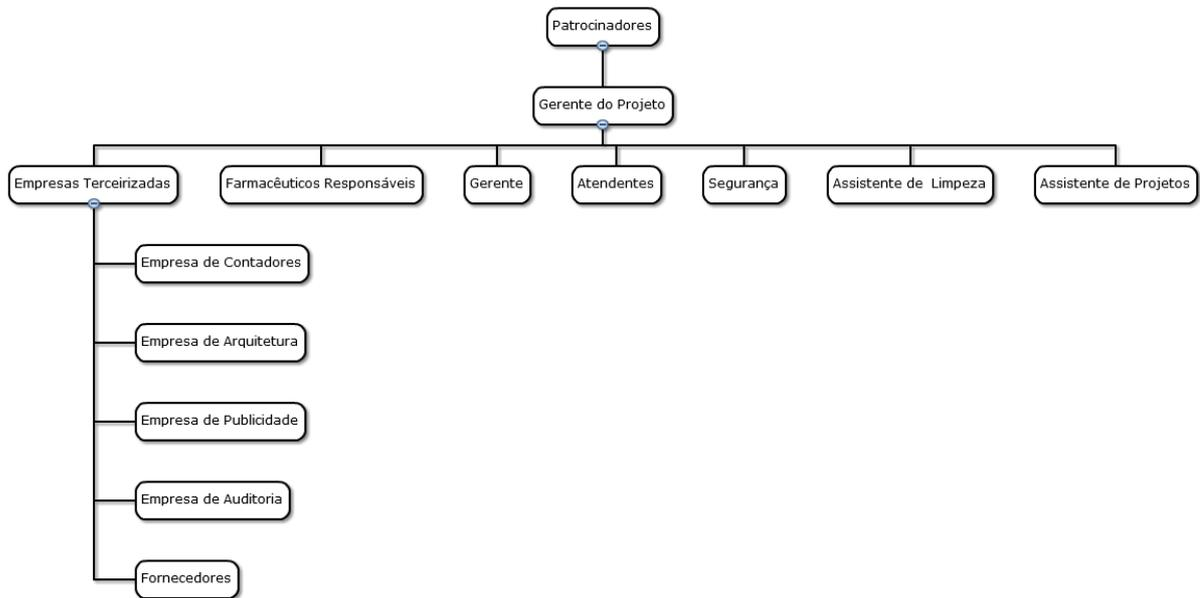 Patrocinadores
Gerente do Projeto
Empresas Terceirizadas
Farmacêuticos Responsáveis
Gerente
Atendentes
Segurança
Assistente de  Limpeza
Assistente de Projetos
Empresa de Contadores
Empresa de Arquitetura
Empresa de Publicidade
Empresa de Auditoria
Fornecedores